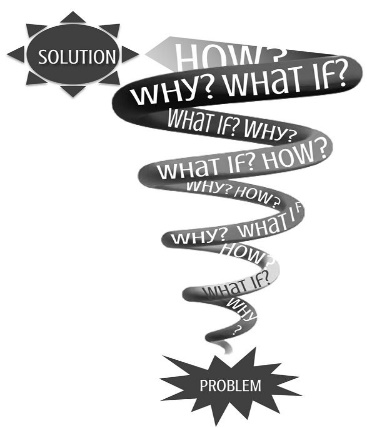 SOLUTION
HOW?
WHY? WHAT IF?
WHAT IF? WHY?
WHAT IF? HOW?
WHY? HOW?
WHY? WHAT IF
HOW?
WHAT IF?
WHY
?
PROBLEM